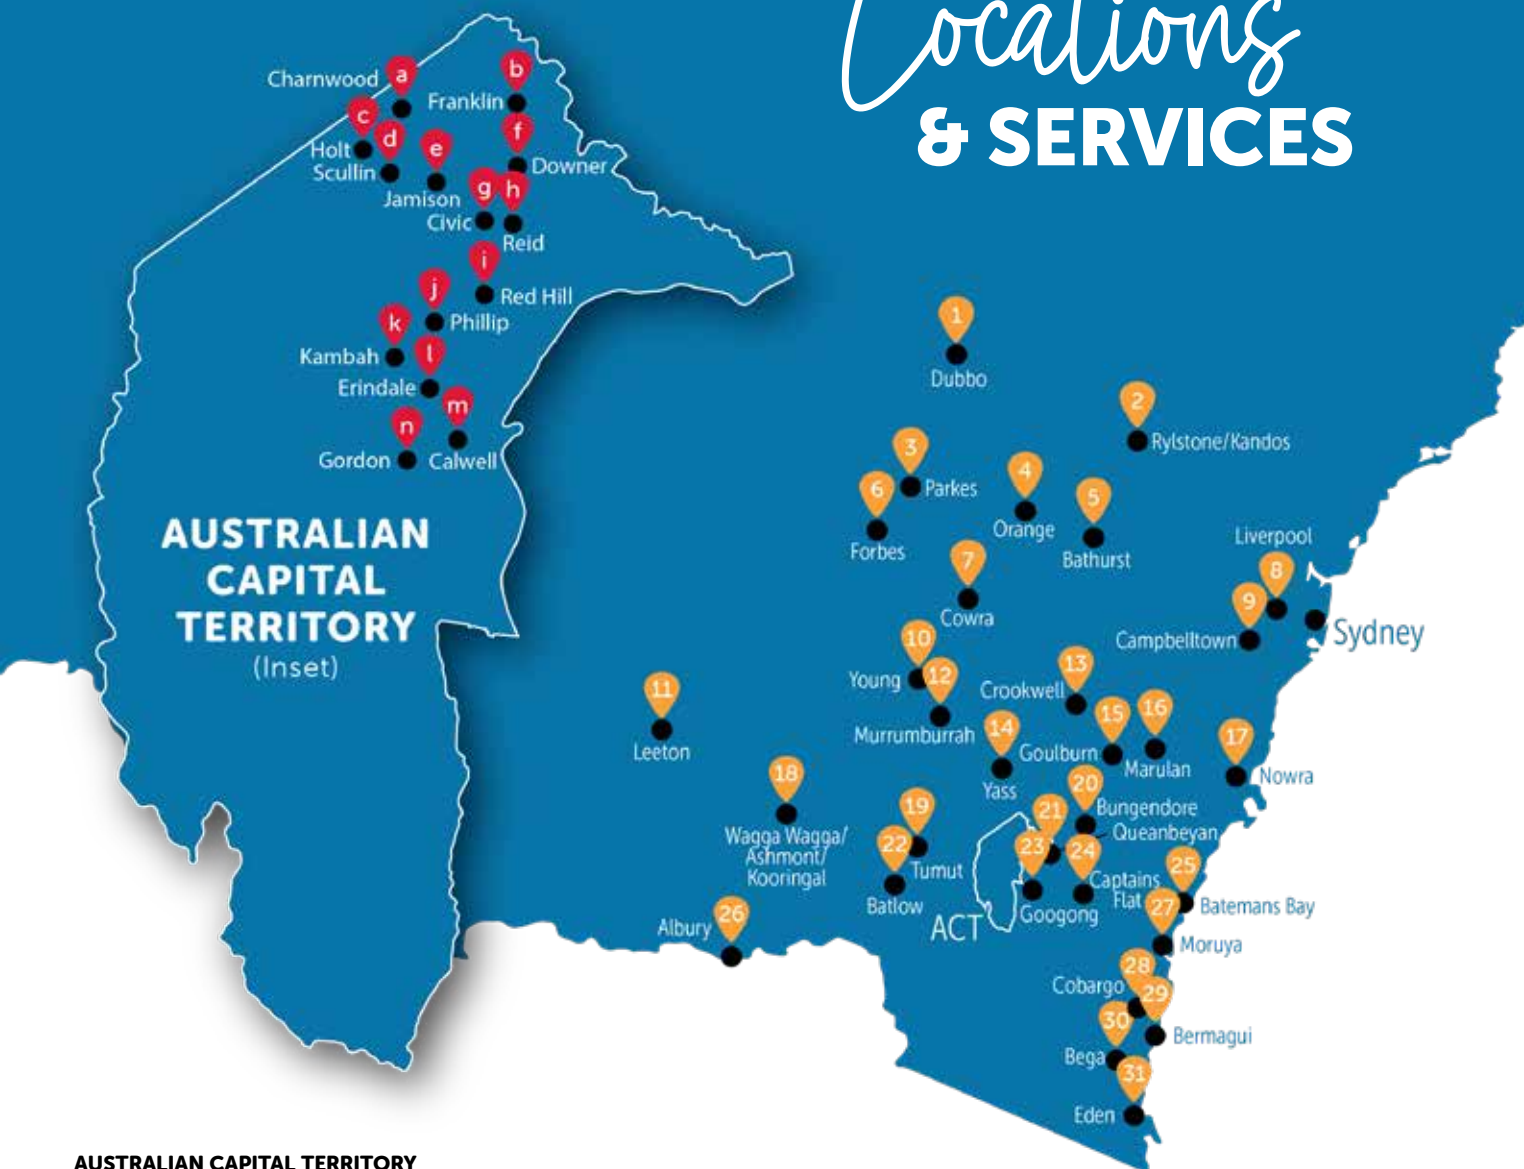 Locations
& SERVICES
a
Charnwood
b
Franklin
c
Holt
d
Scullin
e
Jamison
f
Downer
g
Civic
h
Reid
i
Red Hill
j
Phillip
k
Kambah
l
Erindale
m
Calwell
n
Gordon
AUSTRALIAN
CAPITAL
TERRITORY
(Inset)
1
Dubbo
2
Rylstone/Kandos
3
Parkes
4
Orange
5
Bathurst
6
Forbes
7
Cowra
Liverpool
8
9
Campbelltown
Sydney
10
Young
11
Leeton
12
Murrumburrah
13
Crookwell
14
Yass
15
Goulburn
16
Marulan
17
Nowra
18
Wagga Wagga/
Ashmont/
Kooringal
19
Tumut
20
Bungendore
21
Queanbeyan
22
Batlow
23
Googong
24
Captains
Flat
25
Batemans Bay
ACT
26
Albury
27
Moruya
28
Cobargo
29
Bermagui
30
Bega
31
Eden
AUSTRALIAN CAPITAL TERRITORY